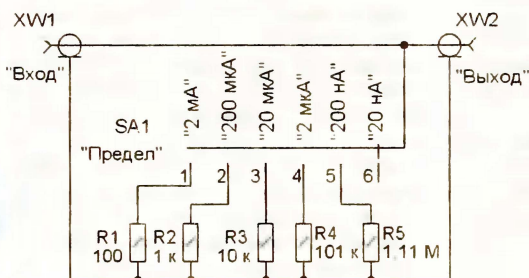 XW1
XW2
"Вход"
"Выход"
"2 мА"
"200 мкА"
"20 мкА"
"2 мкА"
"200 нА"
"20 нА"
SA1
"Предел"
1 2 3 4 5 6
R1
100
R2
1 к
R3
10 к
R4
101 к
R5
1,11 М